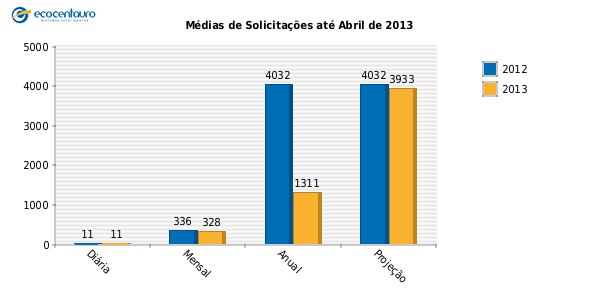 ecocentauro
Médias de Solicitações até Abril de 2013
5000
4000
3000
2000
1000
0
11
11
336
328
4032
1311
4032
3933
Diária
Mensal
Anual
Projeção
2012
2013